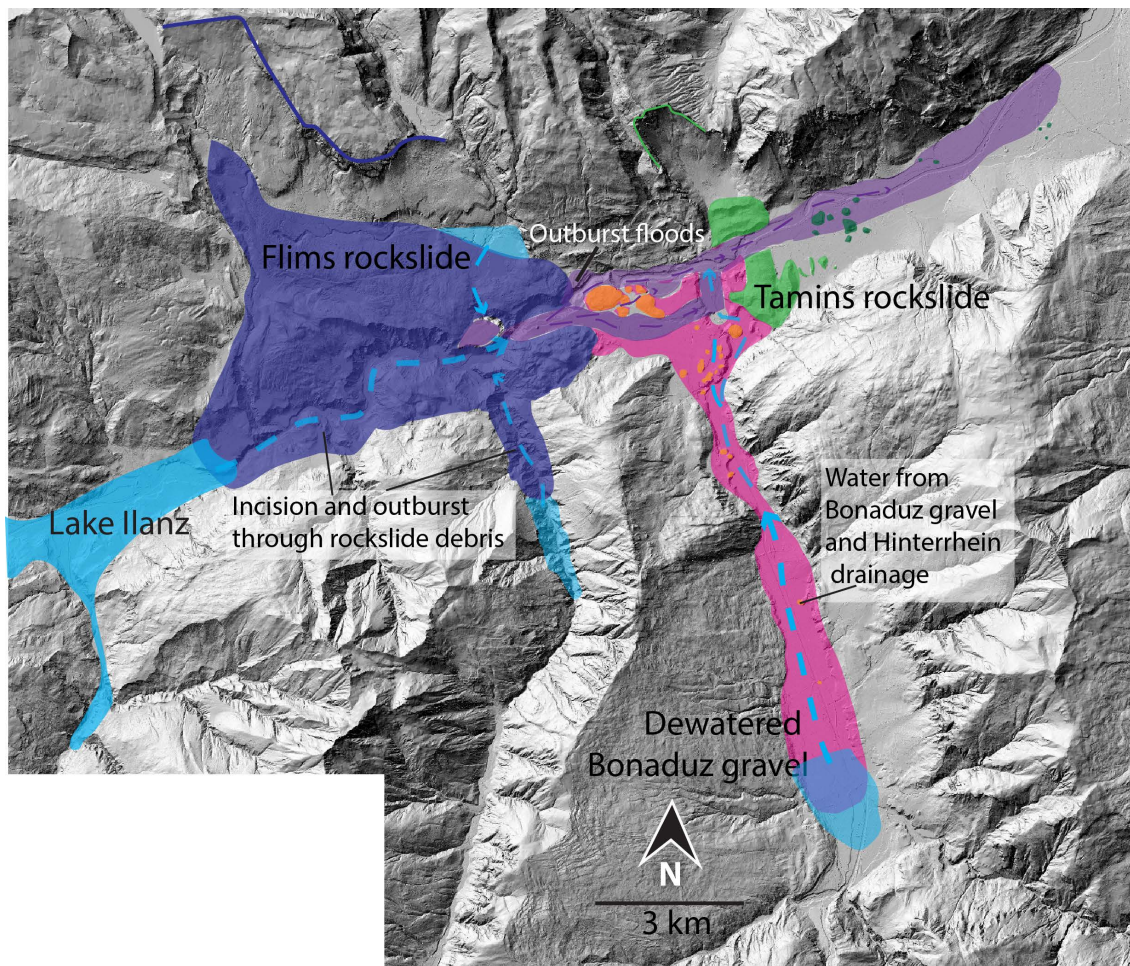 Outburst floods
Flims rockslide
Tamins rockslide
Lake Ilanz
Incision and outburst
through rockslide debris
Water from
Bonaduz gravel
and Hinterrhein
drainage
Dewatered
Bonaduz gravel
N
3 km